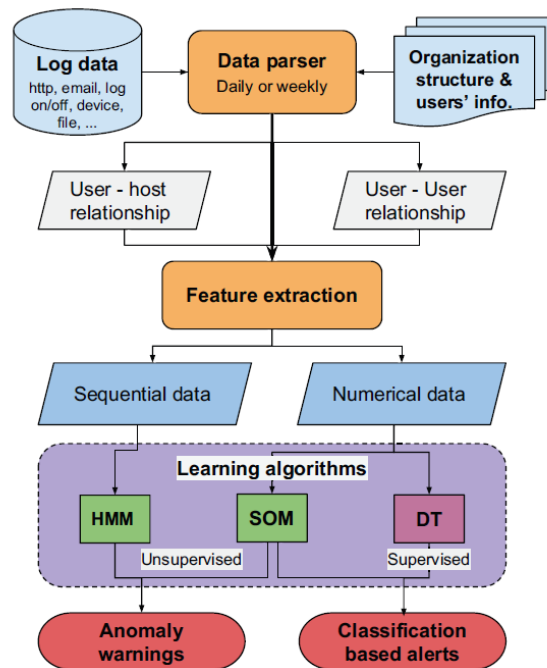 Log data
http, email, log
on/off, device,
file, ...
Data parser
Daily or weekly
Organization
structure &
users' info.
User - host
relationship
User - User
relationship
Feature extraction
Sequential data
Numerical data
Learning algorithms
HMM
SOM
DT
Unsupervised
Supervised
Anomaly
warnings
Classification
based alerts